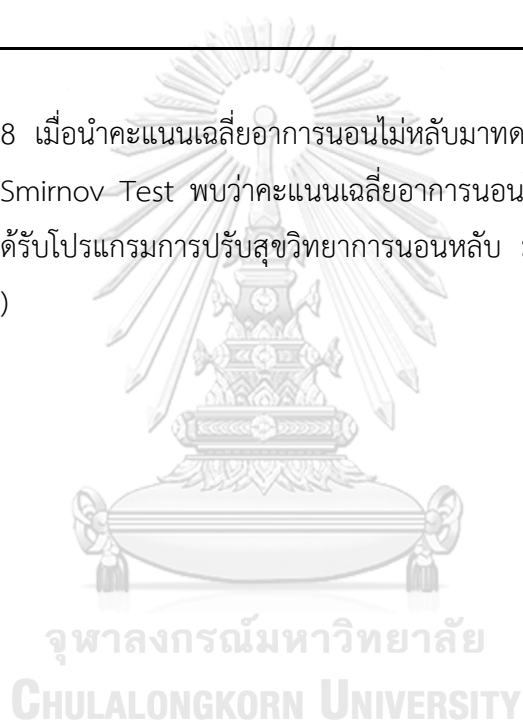 8 เมื่อนำคะแนนเฉลี่ยอาการนอนไม่หลับมาทด
Smirnov Test พบว่าคะแนนเฉลี่ยอาการนอน
ด้รับโปรแกรมการปรับสุขวิทยาการนอนหลับ
)
จุฬาลงกรณ์มหาวิทยาลัย
CHULALONGKORN UNIVERSITY